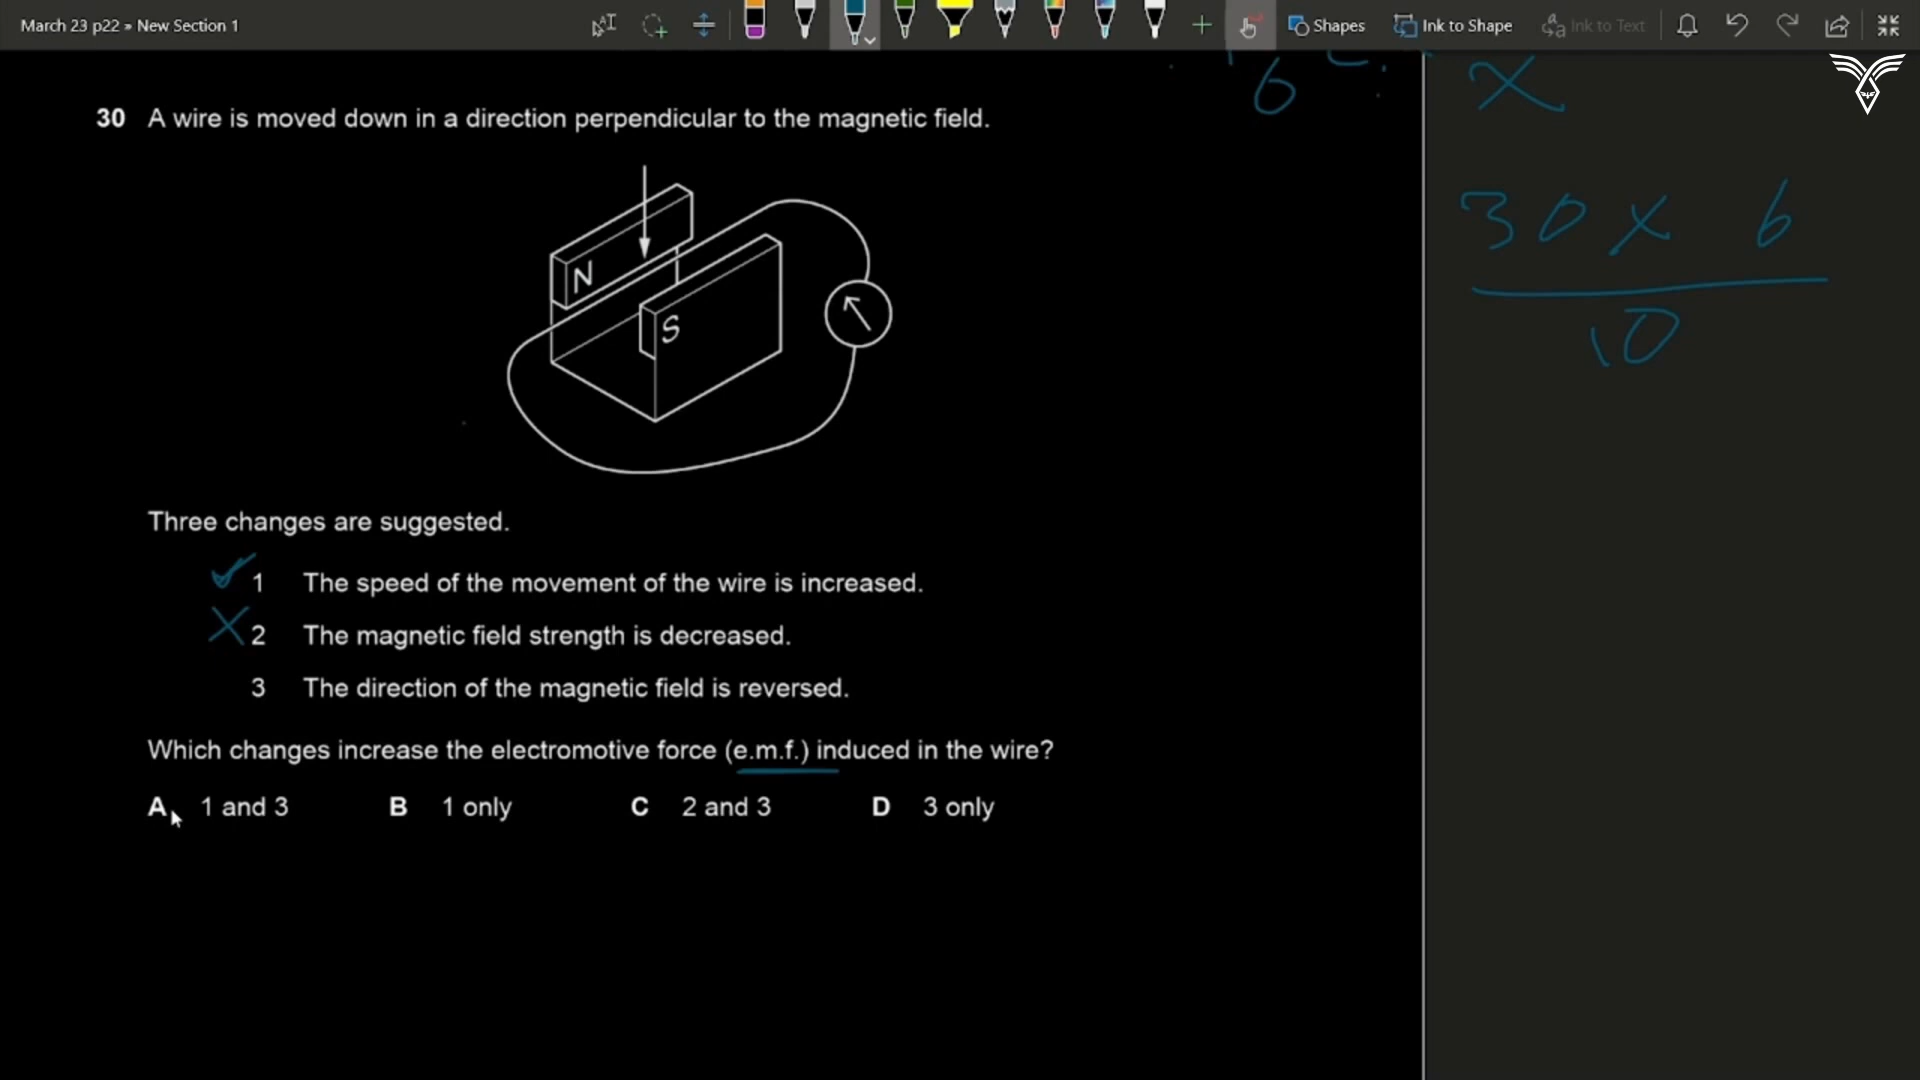 March 23 p22 » New Section 1
Shapes
Ink to Shape
Ink to Text
6
x
30 A wire is moved down in a direction perpendicular to the magnetic field.
N
S
30 x 6
10
Three changes are suggested.
1 The speed of the movement of the wire is increased.
2 The magnetic field strength is decreased.
3 The direction of the magnetic field is reversed.
Which changes increase the electromotive force (e.m.f.) induced in the wire?
A 1 and 3 B 1 only C 2 and 3 D 3 only